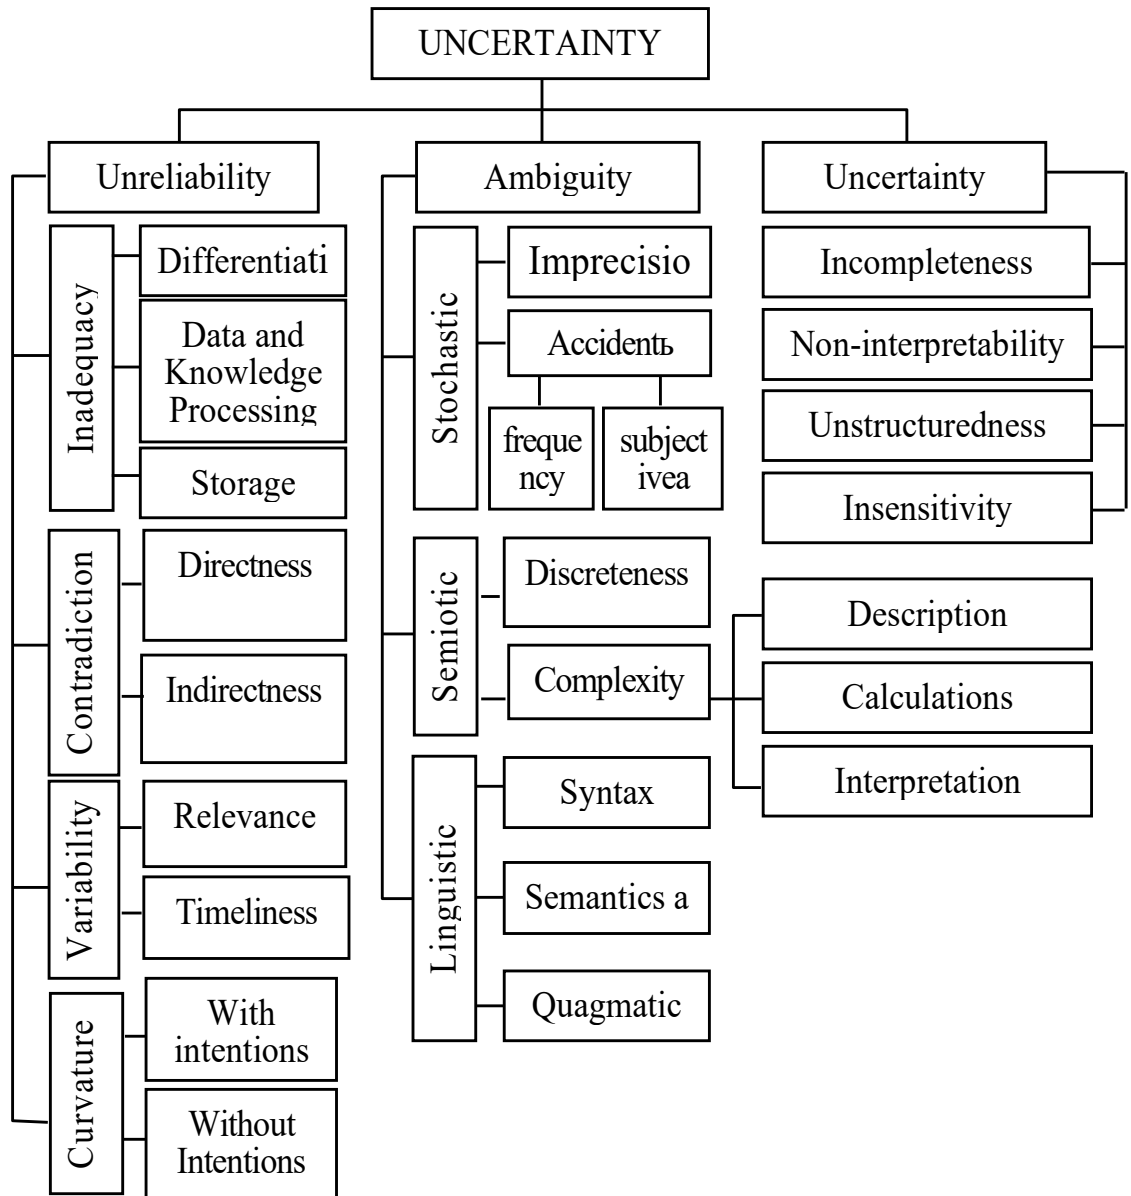 UNCERTAINTY
Unreliability
Inadequacy
Differentiati
Data and
Knowledge
Processing
Storage
Contradiction
Directness
Indirectness
Variability
Relevance
Timeliness
Curvature
With
intentions
Without
Intentions
Ambiguity
Stochastic
Imprecisio
Accidentь
freque
ncy
subject
ivea
Semiotic
Discreteness
Complexity
Description
Calculations
Interpretation
Linguistic
Syntax
Semantics a
Quagmatic
Uncertainty
Incompleteness
Non-interpretability
Unstructuredness
Insensitivity